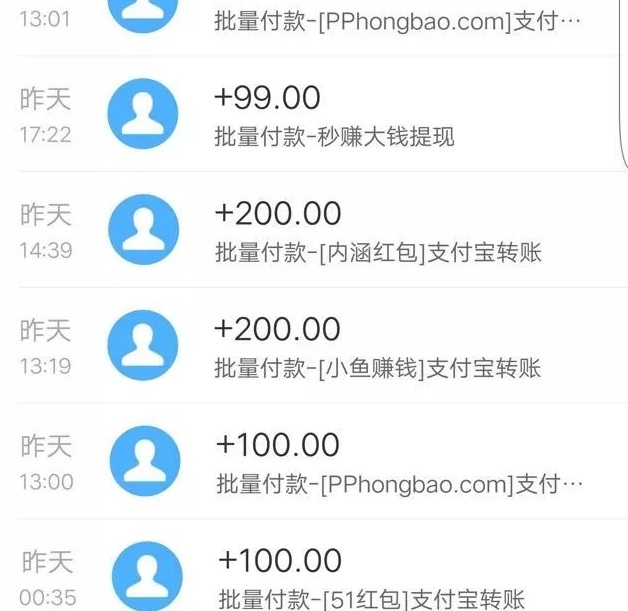 13:01
批量付款-[PPhongbao.com]支付···
昨天
+99.00
17:22
批量付款-秒赚大钱提现
昨天
+200.00
14:39
批量付款-[内涵红包]支付宝转账
昨天
+200.00
13:19
批量付款-[小鱼赚钱]支付宝转账
昨天
+100.00
13:00
批量付款-[PPhongbao.com]支付···
昨天
+100.00
00:35
批量付款-[51红包]支付宝转账